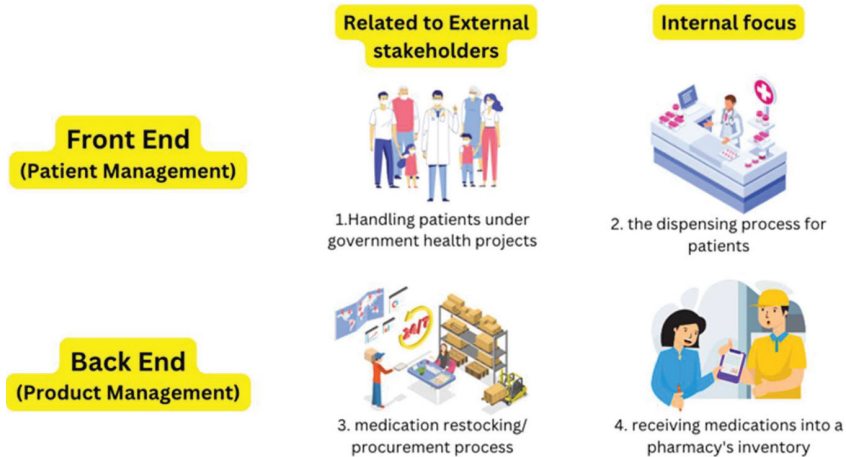 Related to External
stakeholders
Internal focus
Front End
(Patient Management)
1.Handling patients under
government health projects
2. the dispensing process for
patients
24/7
Back End
(Product Management)
3. medication restocking/
procurement process
4. receiving medications into a
pharmacy's inventory